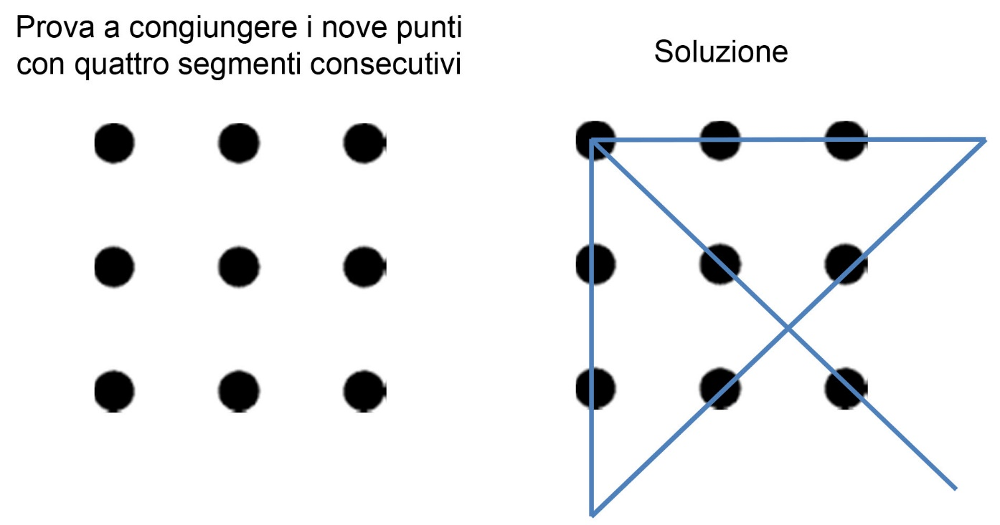 Prova a congiungere i nove punti
con quattro segmenti consecutivi
Soluzione